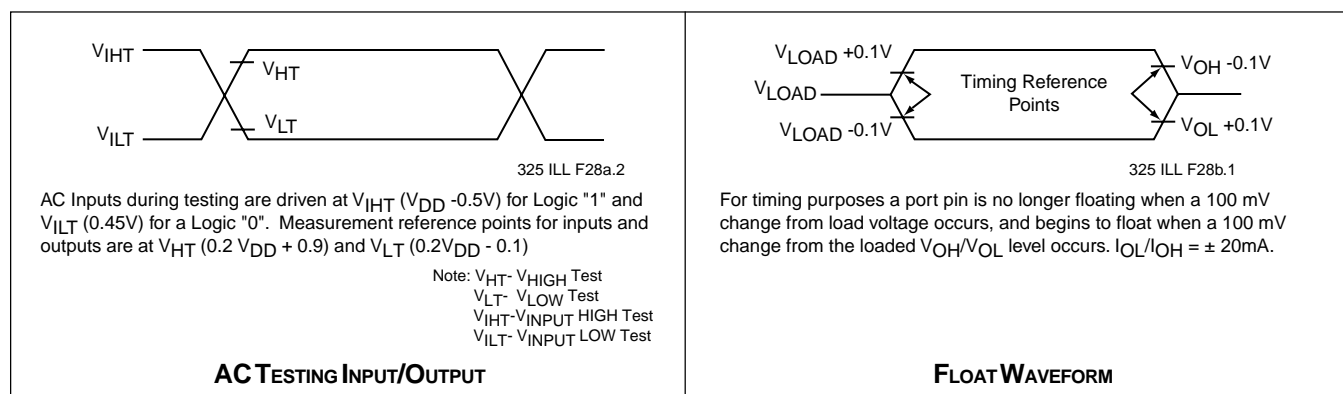 VIHT
VHT
VLT
VILT
325 ILL F28a.2
AC Inputs during testing are driven at VIHT (VDD -0.5V) for Logic "1" and
VILT (0.45V) for a Logic "0". Measurement reference points for inputs and
outputs are at VHT (0.2 VDD + 0.9) and VLT (0.2VDD - 0.1)
Note: VHT- VHIGH Test
VLT- VLOW Test
VIHT-VINPUT HIGH Test
VILT- VINPUT LOW Test
AC TESTING INPUT/OUTPUT
VLOAD +0.1V
VLOAD
VLOAD -0.1V
Timing Reference
Points
VOH -0.1V
VOL +0.1V
325 ILL F28b.1
For timing purposes a port pin is no longer floating when a 100 mV
change from load voltage occurs, and begins to float when a 100 mV
change from the loaded VOH/VOL level occurs. IOL/IOH = ± 20mA.
FLOAT WAVEFORM